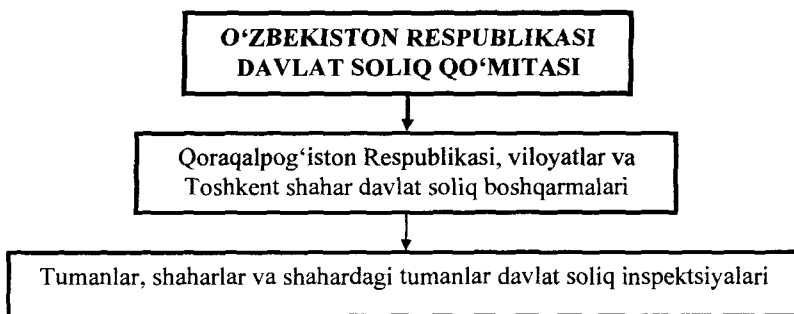 O‘ZBEKISTON RESPUBLIKASI
DAVLAT SOLIQ QO‘MITASI
Qoraqalpog‘iston Respublikasi, viloyatlar va
Toshkent shahar davlat soliq boshqarmalari
Tumanlar, shaharlar va shahardagi tumanlar davlat soliq inspektsiyalari